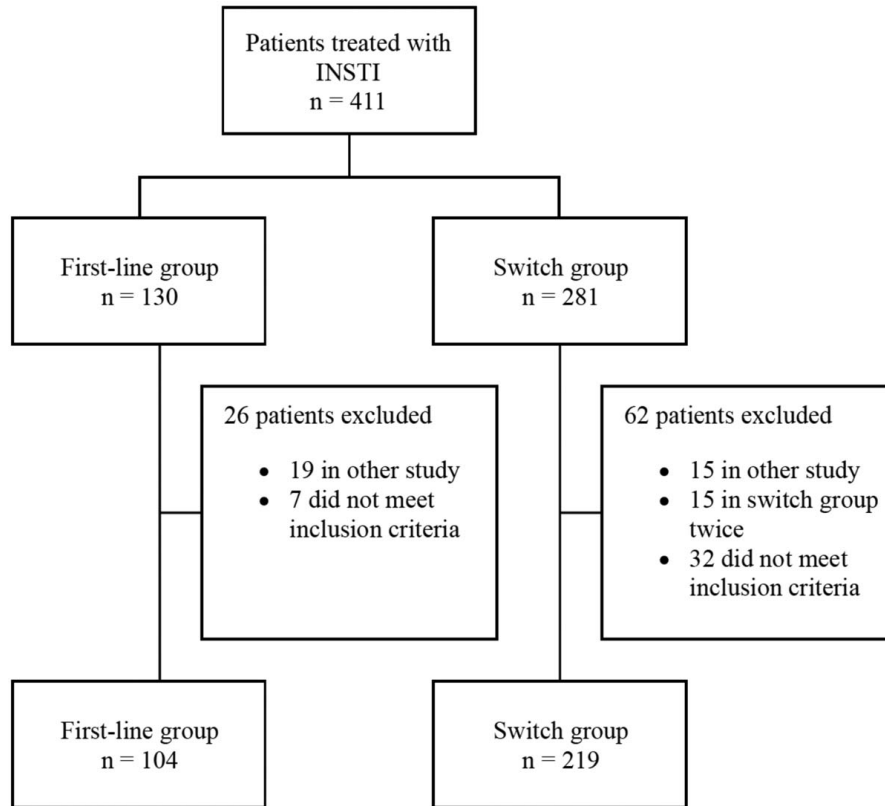 Patients treated with
INSTI
n = 411
First-line group
n = 130
Switch group
n = 281
26 patients excluded
• 19 in other study
• 7 did not meet
inclusion criteria
62 patients excluded
• 15 in other study
• 15 in switch group
twice
• 32 did not meet
inclusion criteria
First-line group
n = 104
Switch group
n = 219